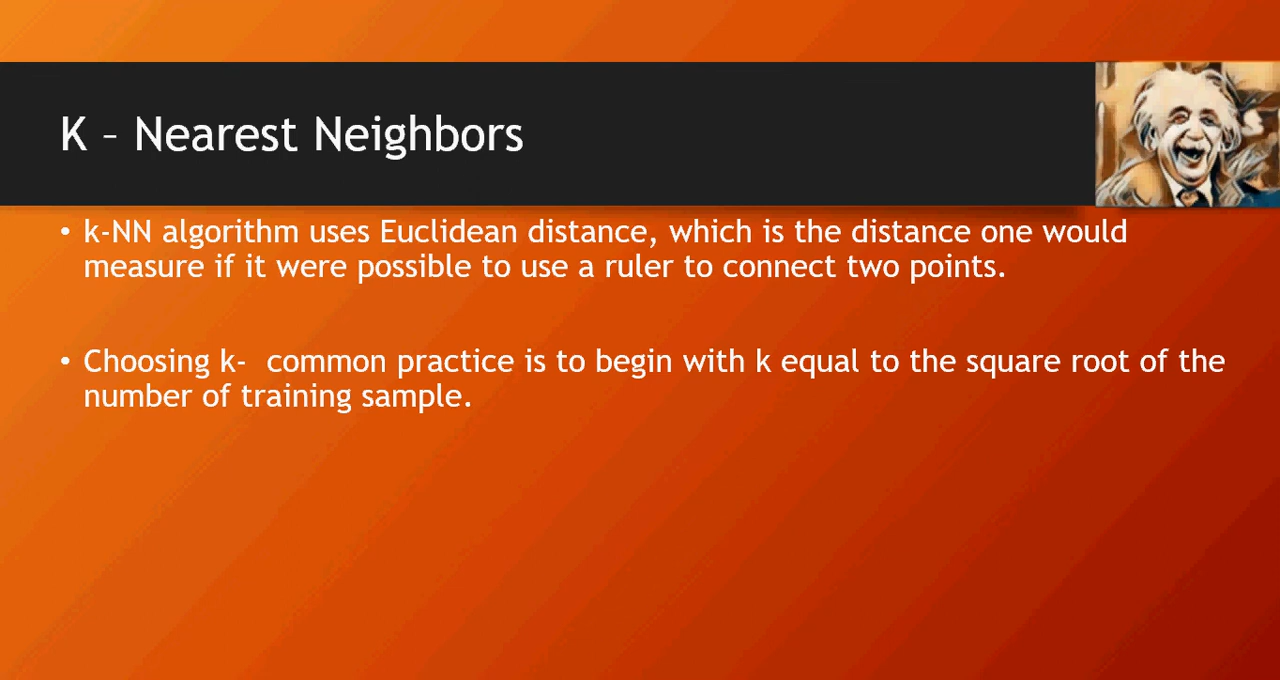 K – Nearest Neighbors
• k-NN algorithm uses Euclidean distance, which is the distance one would
measure if it were possible to use a ruler to connect two points.
• Choosing k-  common practice is to begin with k equal to the square root of the
number of training sample.